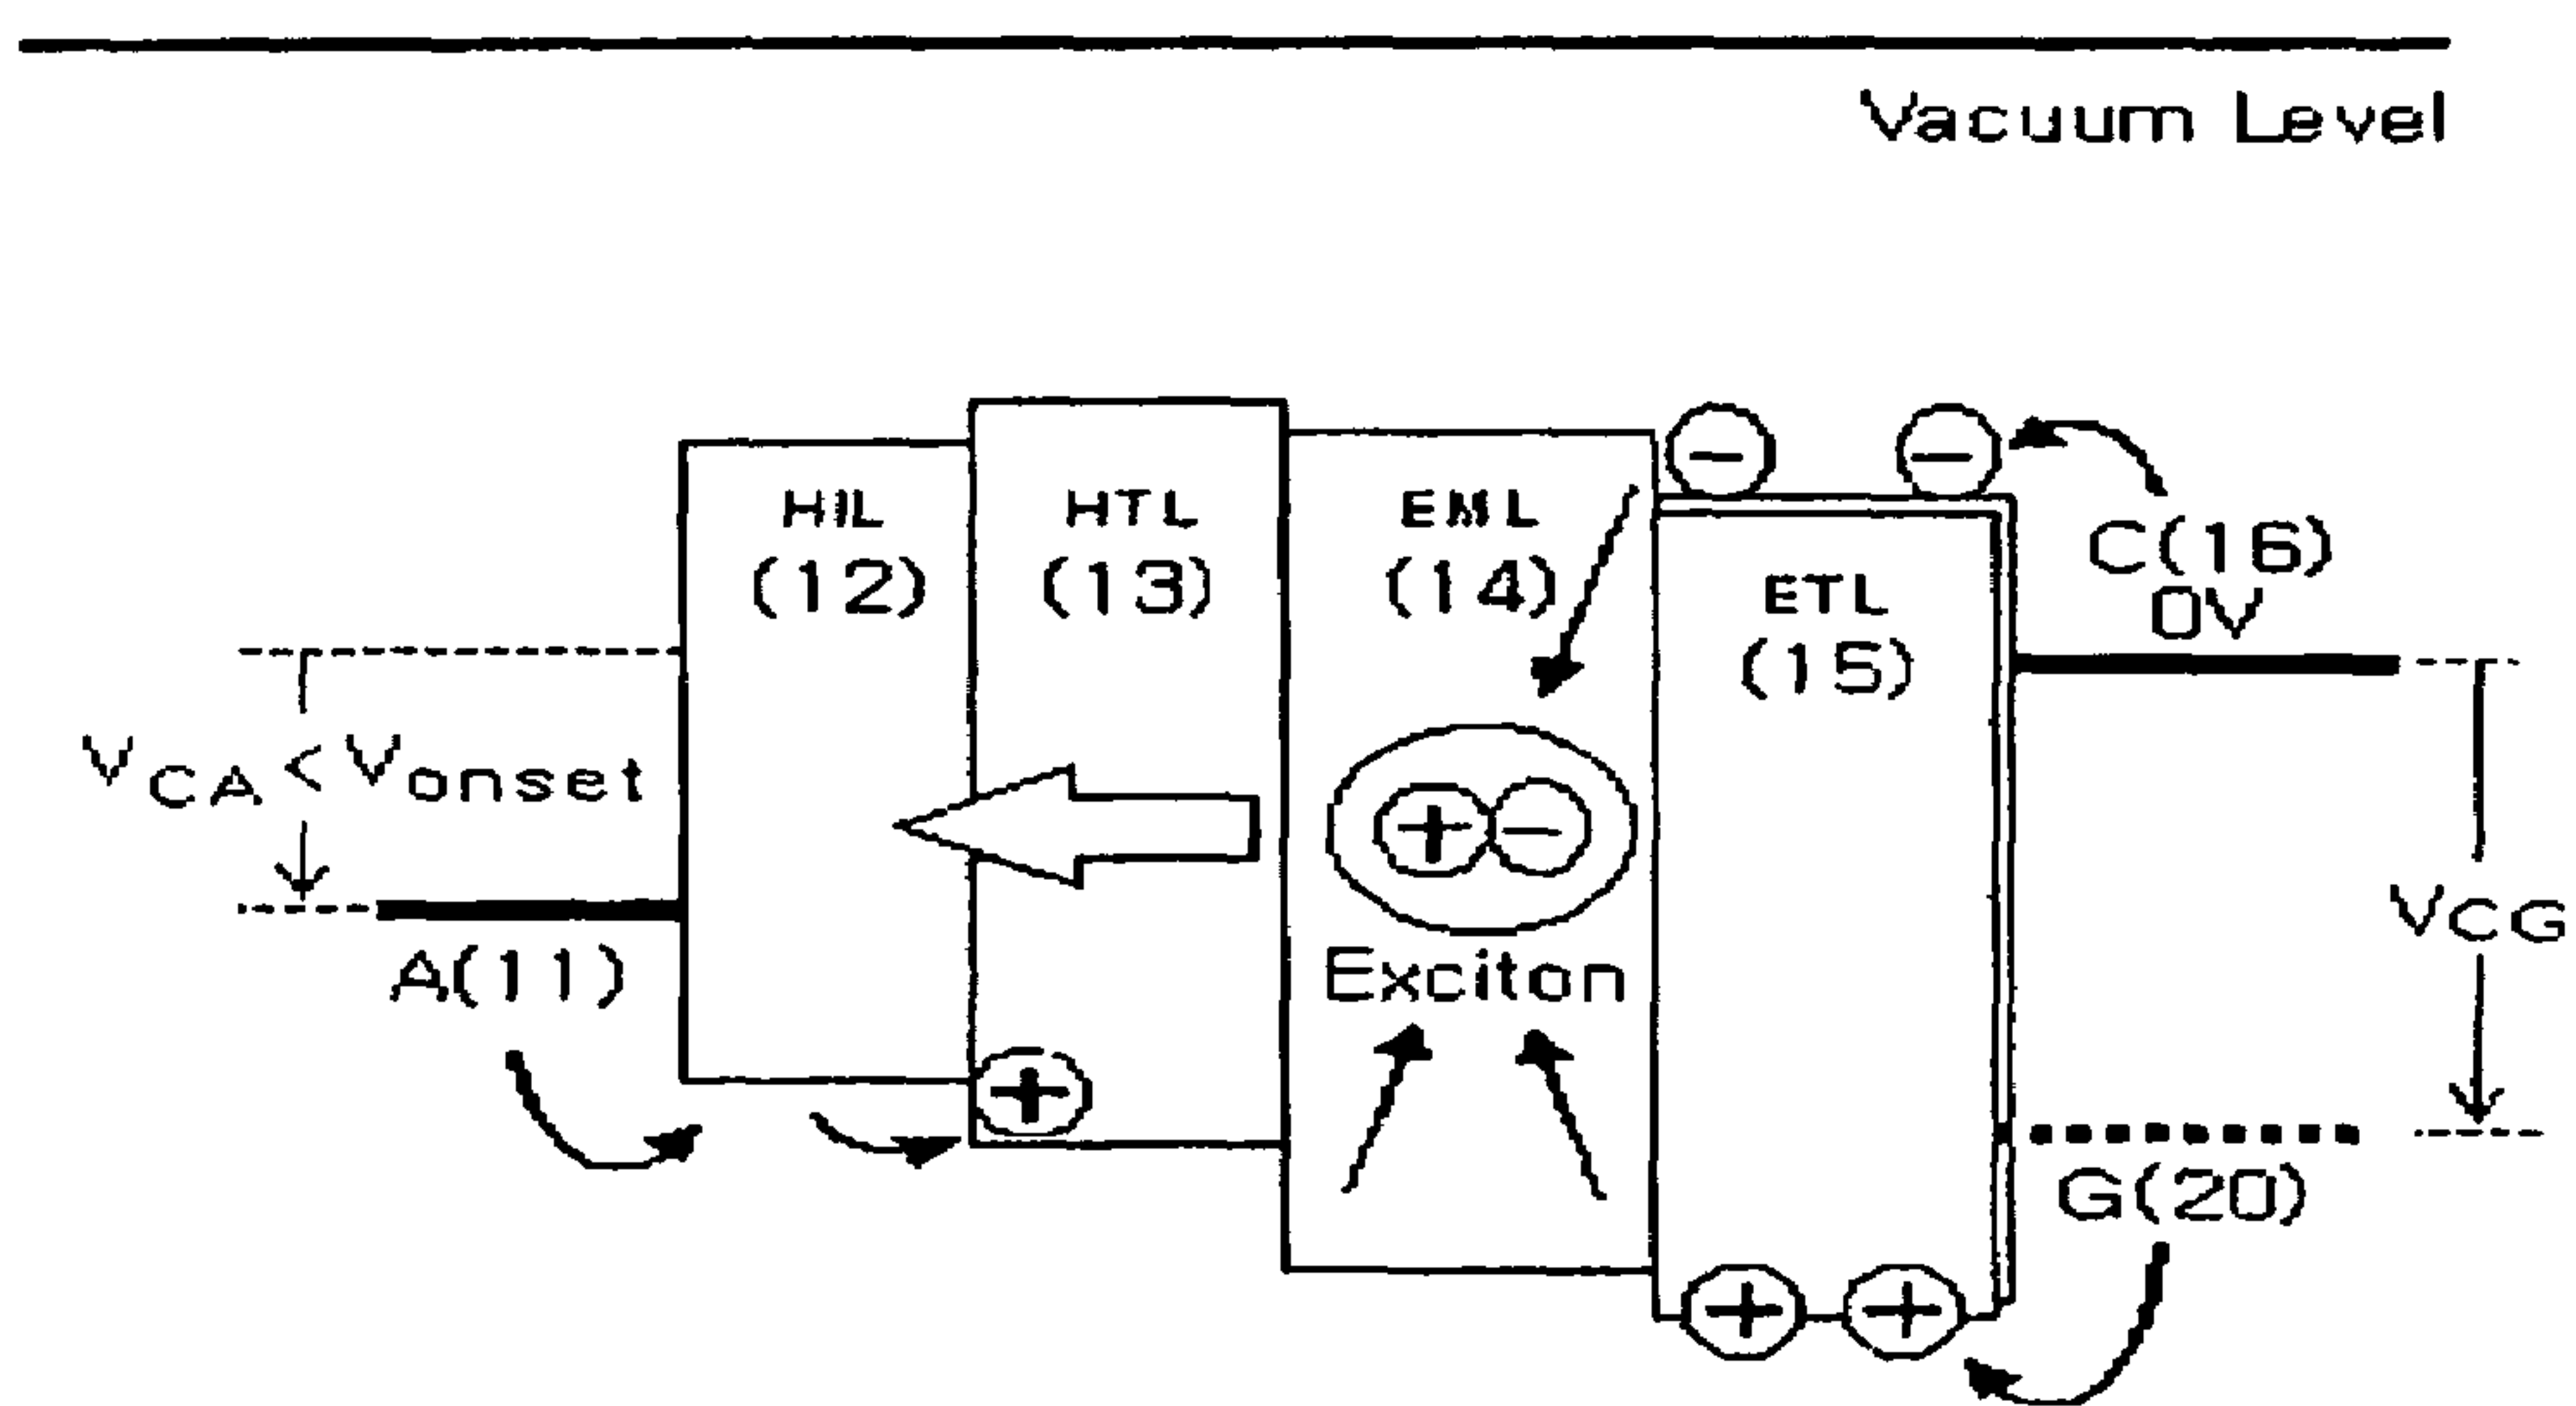 Vacuum Level
HIL
(12)
HTL
(13)
EML
(14)
ETL
(15)
C(16)
0V
VCA < Vonset
A(11)
Exciton
VCG
G(20)
+ −
− −
+
+ +